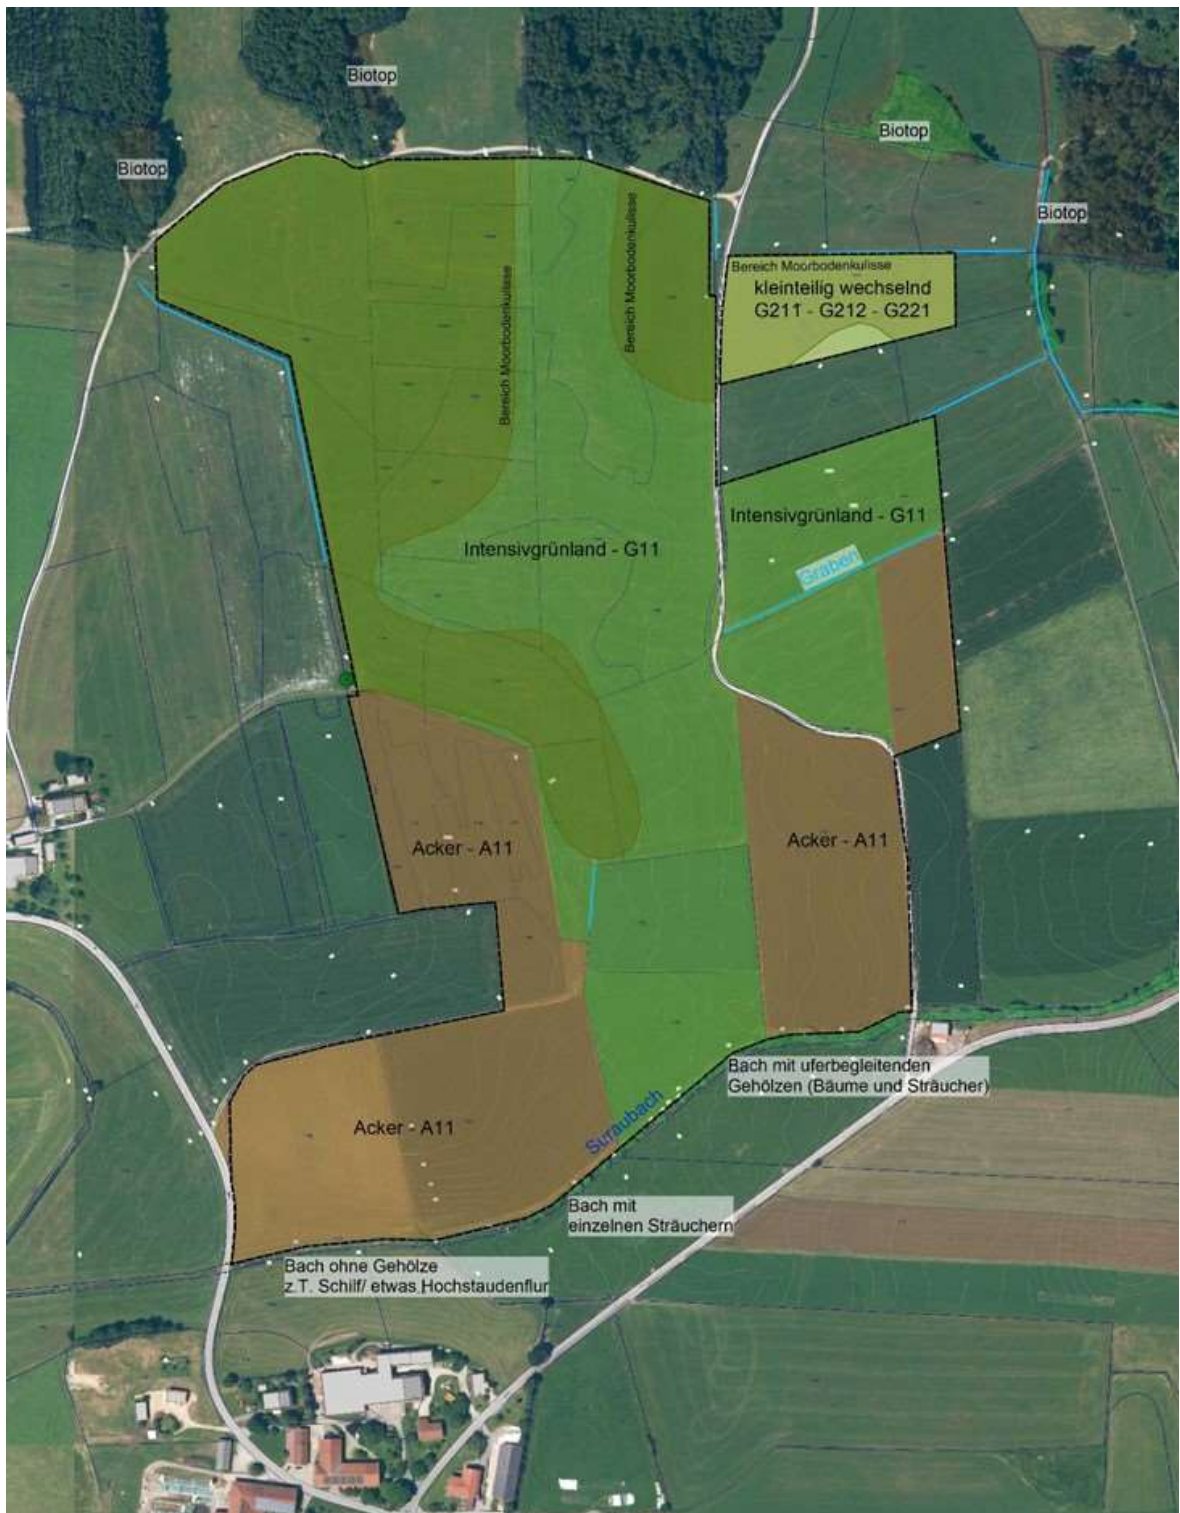 Biotop
Biotop
Biotop
Biotop
Bereich Moorbodenkulisse
Bereich Moorbodenkulisse
Bereich Moorbodenkulisse
kleinteilig wechselnd
G211 - G212 - G221
Intensivgrünland - G11
Intensivgrünland - G11
Graben
Acker - A11
Acker - A11
Bach mit uferbegleitenden
Gehölzen (Bäume und Sträucher)
Suraubach
Acker - A11
Bach mit
einzelnen Sträuchern
Bach ohne Gehölze
z.T. Schilf/ etwas Hochstaudenflur